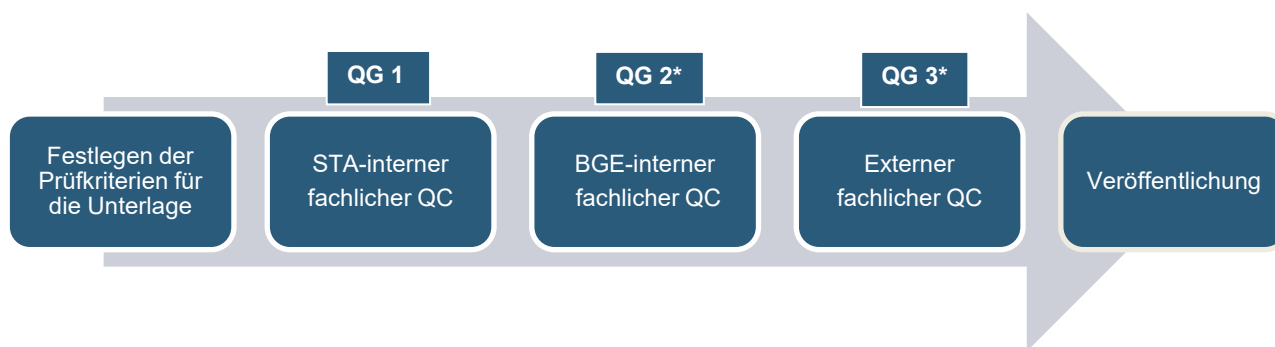 QG 1
QG 2*
QG 3*
Festlegen der
Prüfkriterien für
die Unterlage
STA-interner
fachlicher QC
BGE-interner
fachlicher QC
Externer
fachlicher QC
Veröffentlichung